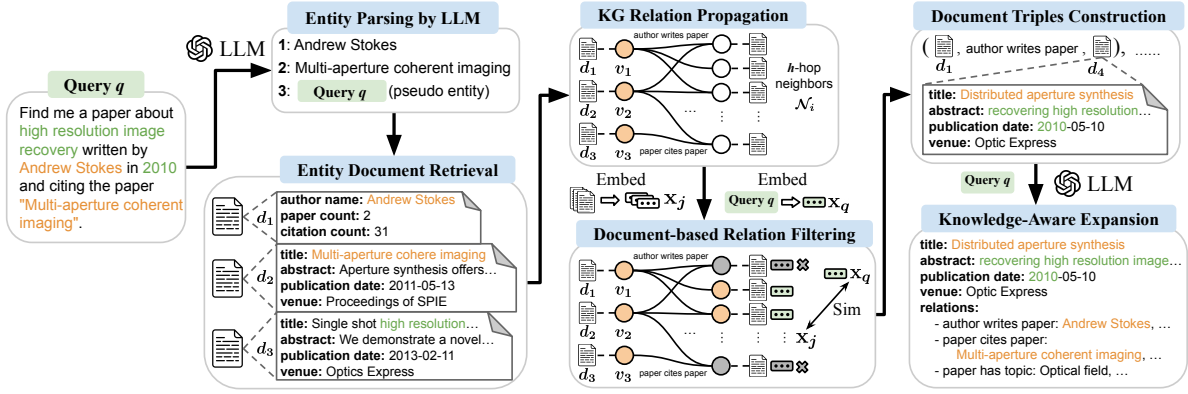 Query q
Find me a paper about
high resolution image
recovery written by
Andrew Stokes in 2010
and citing the paper
"Multi-aperture coherent
imaging".
LLM
Entity Parsing by LLM
1: Andrew Stokes
2: Multi-aperture coherent imaging
3: Query q (pseudo entity)
Entity Document Retrieval
d1
author name: Andrew Stokes
paper count: 2
citation count: 31
d2
title: Multi-aperture cohere imaging
abstract: Aperture synthesis offers...
publication date: 2011-05-13
venue: Proceedings of SPIE
d3
title: Single shot high resolution...
abstract: We demonstrate a novel...
publication date: 2013-02-11
venue: Optics Express
KG Relation Propagation
author writes paper
d1 v1
d2 v2
d3 v3
...
h-hop
neighbors
Ni
paper cites paper
Embed
xj
Embed
Query q xq
Document-based Relation Filtering
author writes paper
d1 v1
d2 v2
d3 v3
...
xq
Sim
xj
paper cites paper
Document Triples Construction
( , author writes paper , ), ......
d1 d4
title: Distributed aperture synthesis
abstract: recovering high resolution...
publication date: 2010-05-10
venue: Optic Express
Query q LLM
Knowledge-Aware Expansion
title: Distributed aperture synthesis
abstract: recovering high resolution image...
publication date: 2010-05-10
venue: Optic Express
relations:
- author writes paper: Andrew Stokes, ...
- paper cites paper:
Multi-aperture coherent imaging, ...
- paper has topic: Optical field, ...